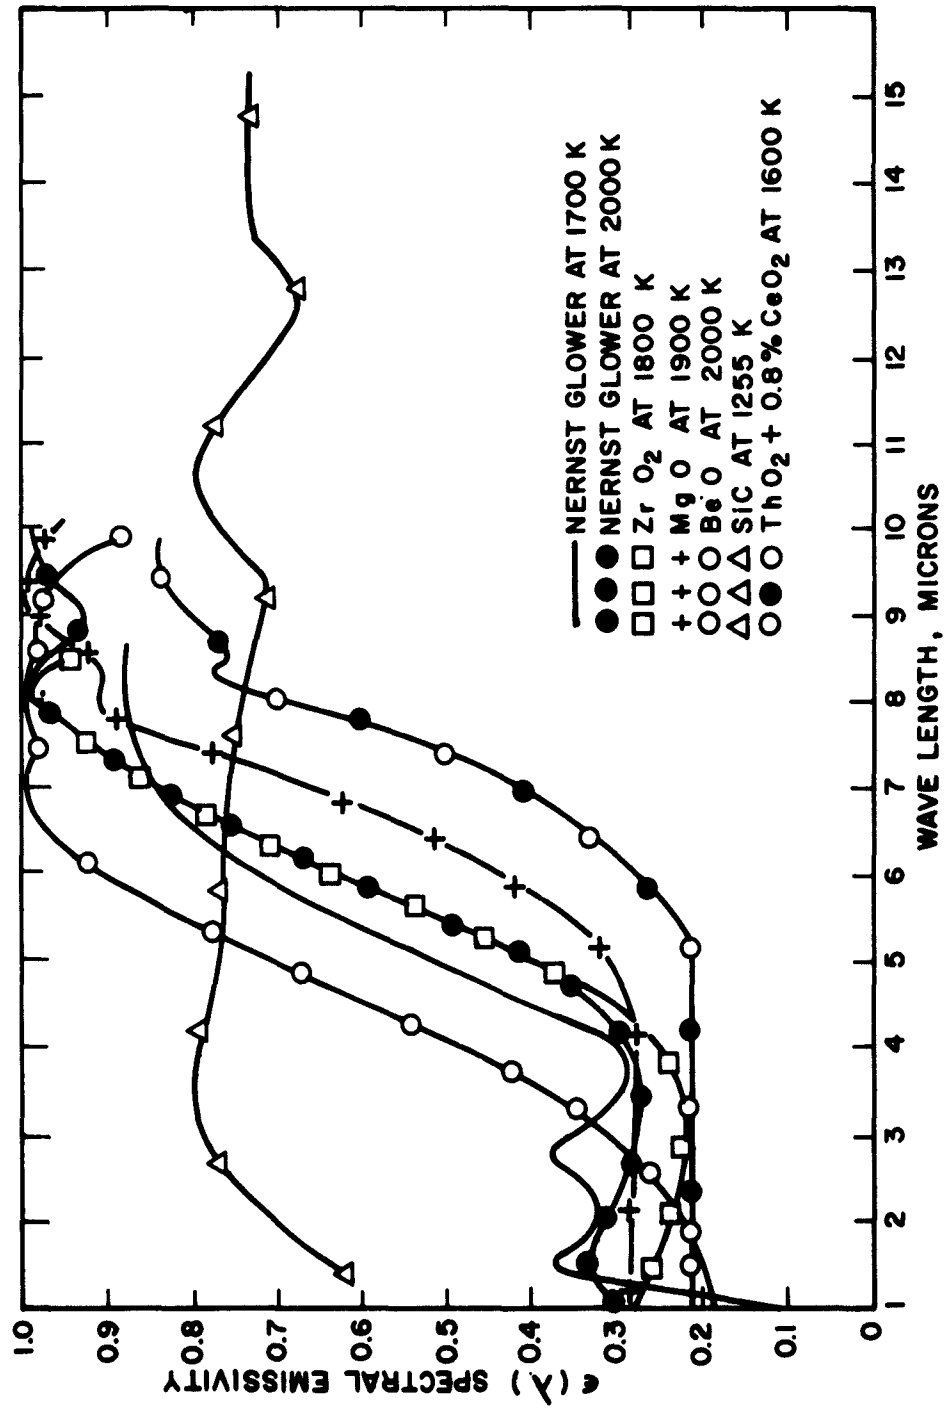 1.0
0.9
0.8
0.7
0.6
0.5
0.4
0.3
0.2
0.1
0
ε(λ) SPECTRAL EMISSIVITY
1 2 3 4 5 6 7 8 9 10 11 12 13 14 15
WAVE LENGTH, MICRONS
NERNST GLOWER AT 1700 K
NERNST GLOWER AT 2000K
Zr O₂ AT 1800 K
Mg O AT 1900 K
Be O AT 2000 K
SiC AT 1255 K
ThO₂ + 0.8% CeO₂ AT 1600 K